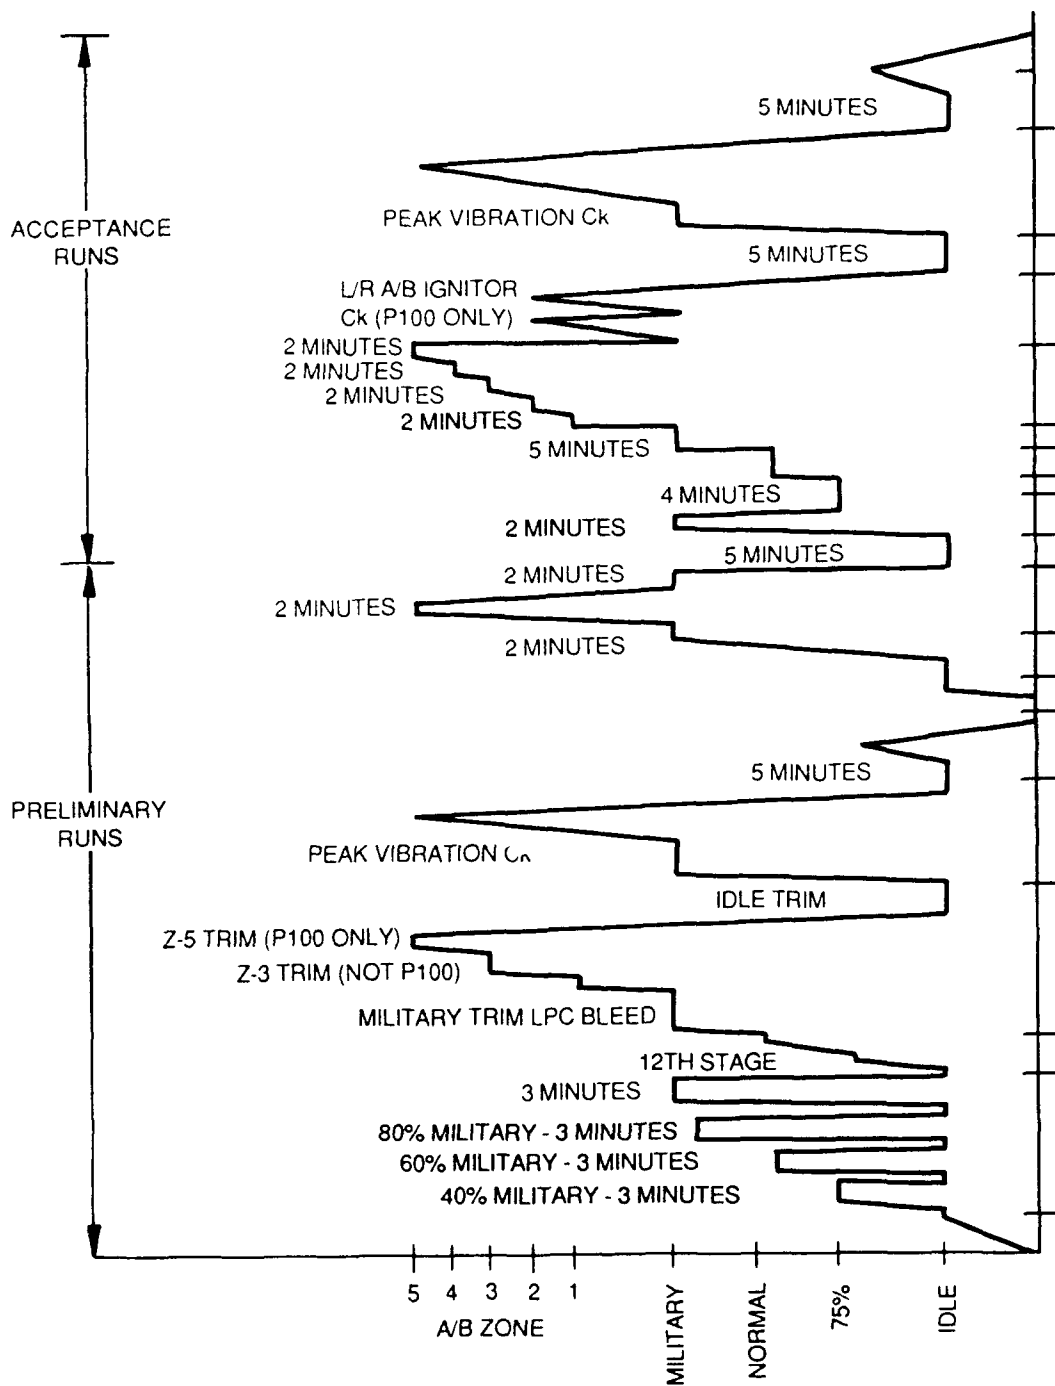 5 MINUTES
PEAK VIBRATION Ck
ACCEPTANCE
RUNS
5 MINUTES
L/R A/B IGNITOR
Ck (P100 ONLY)
2 MINUTES
2 MINUTES
2 MINUTES
2 MINUTES
5 MINUTES
4 MINUTES
2 MINUTES
5 MINUTES
2 MINUTES
2 MINUTES
2 MINUTES
5 MINUTES
PRELIMINARY
RUNS
PEAK VIBRATION
IDLE TRIM
Z-5 TRIM (P100 ONLY)
Z-3 TRIM (NOT P100)
MILITARY TRIM LPC BLEED
12TH STAGE
3 MINUTES
80% MILITARY - 3 MINUTES
60% MILITARY - 3 MINUTES
40% MILITARY - 3 MINUTES
5 4 3 2 1
A/B ZONE
MILITARY
NORMAL
75%
IDLE